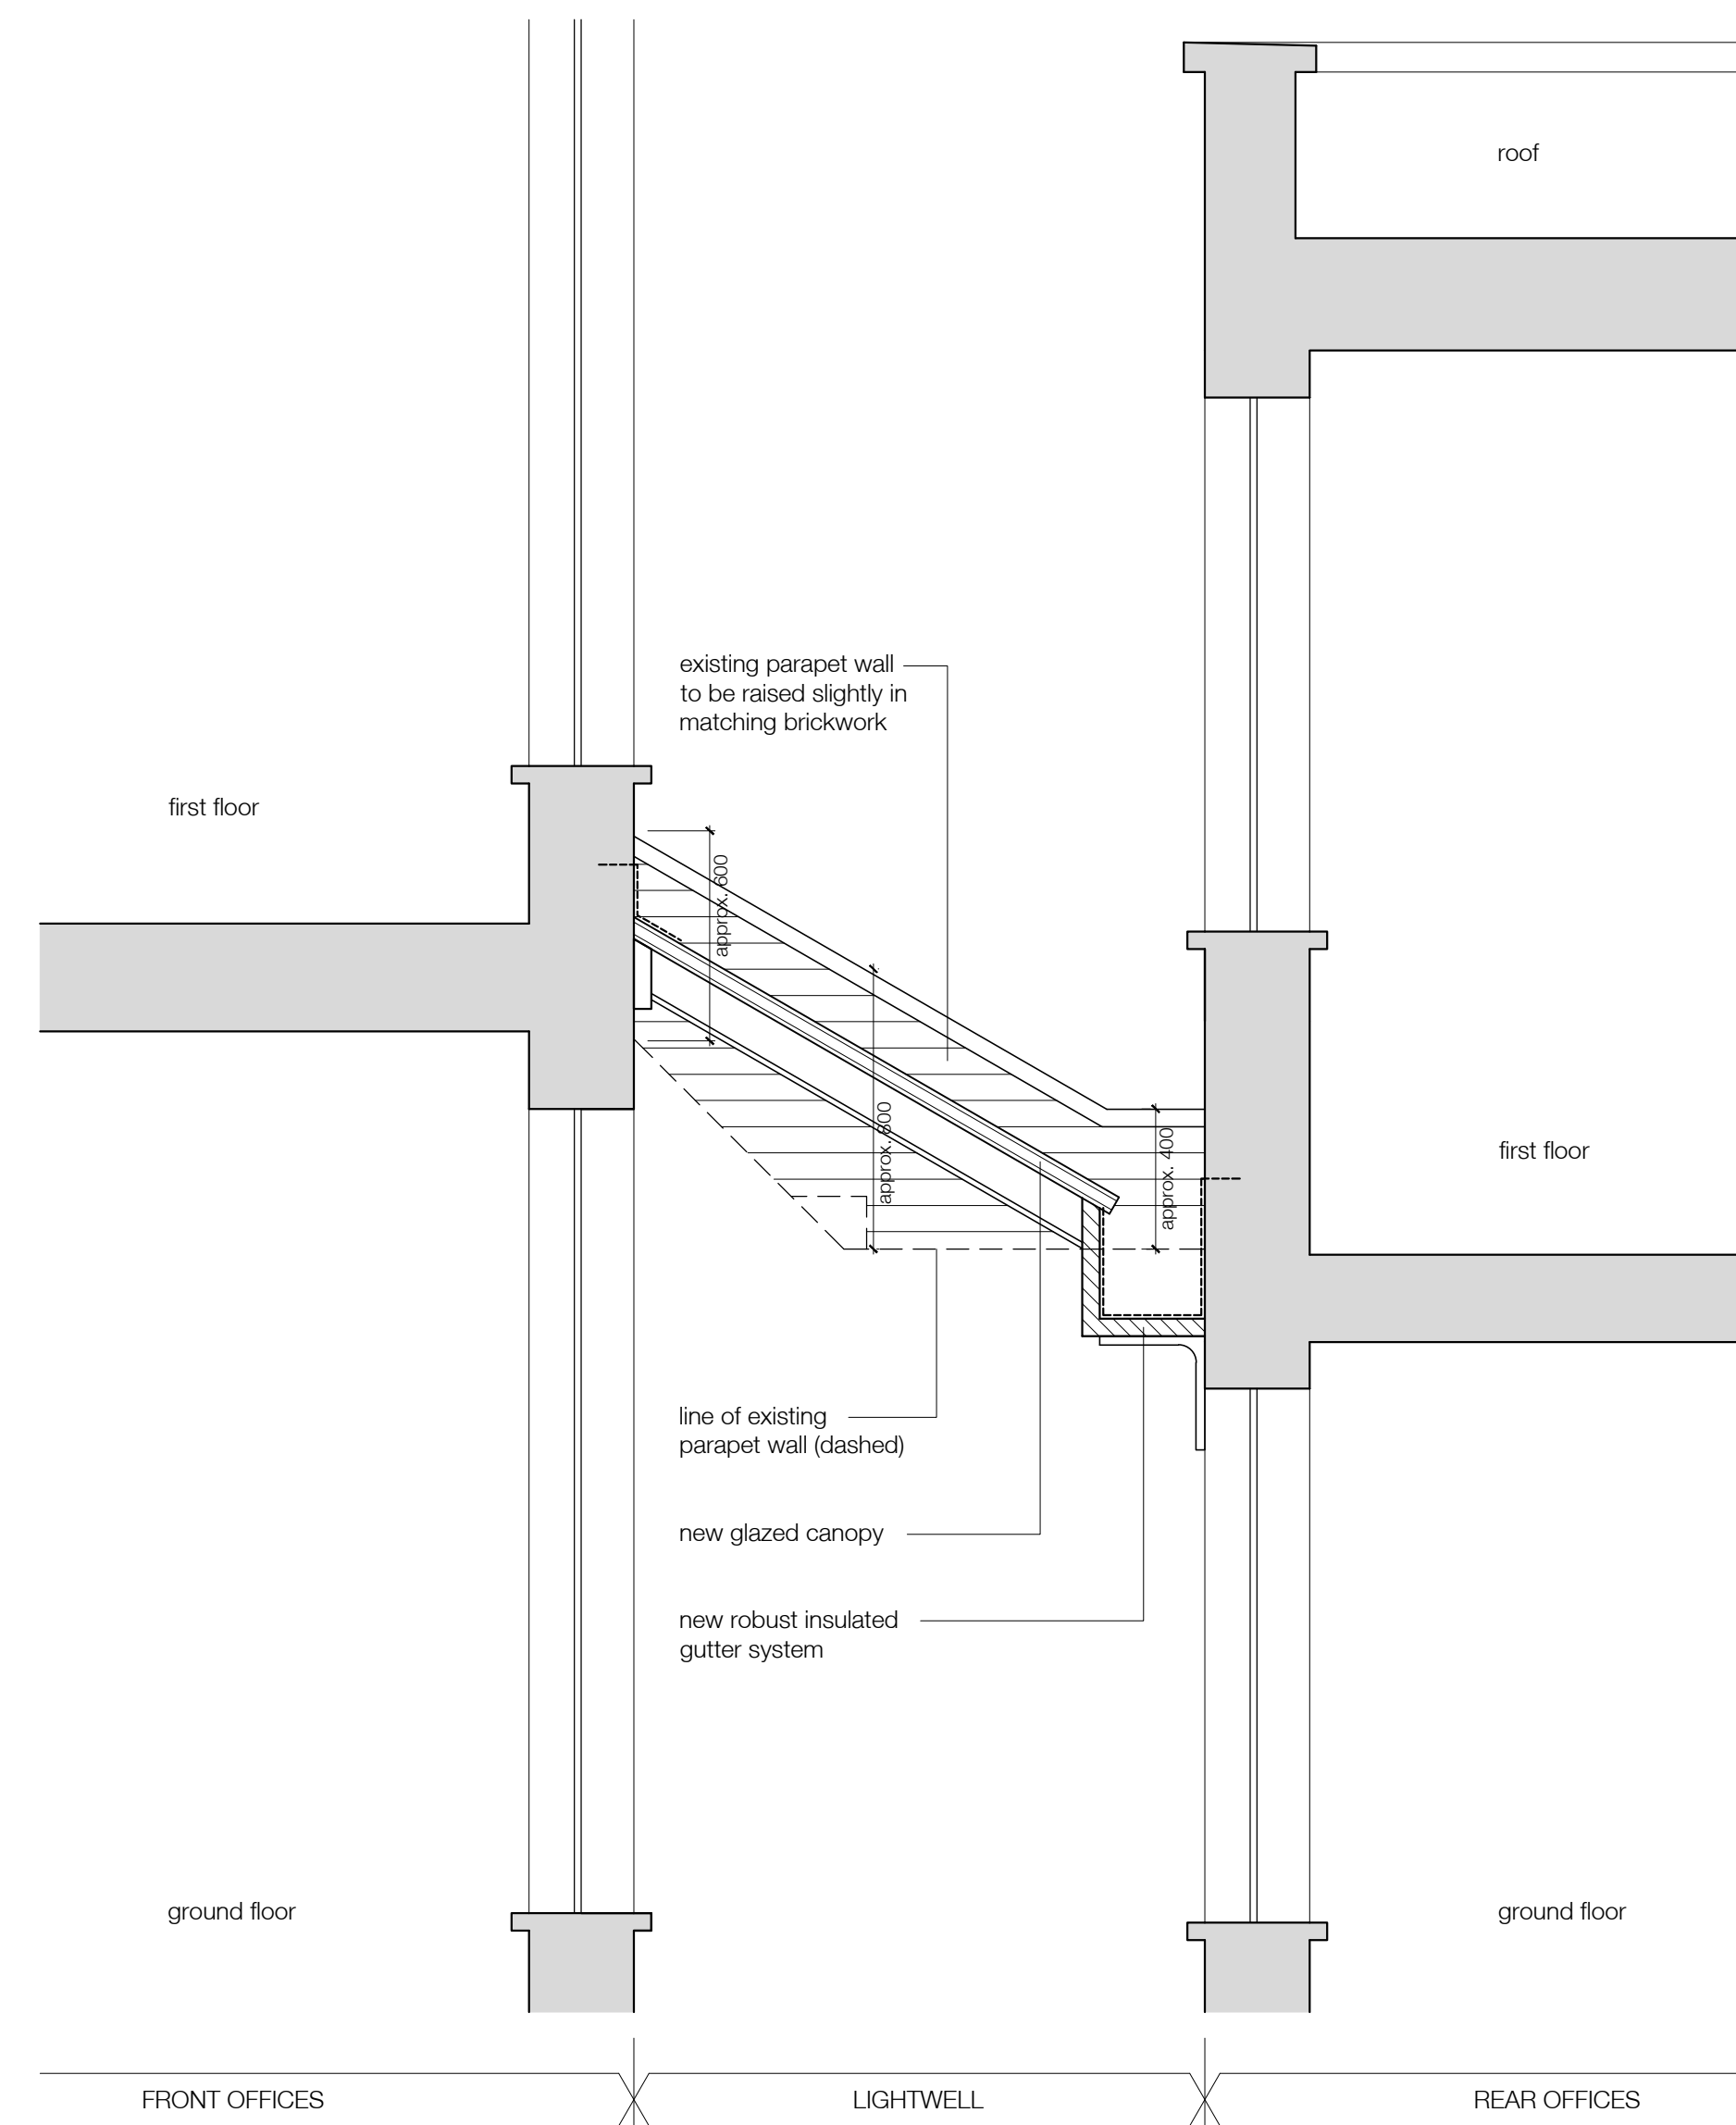 roof
existing parapet wall
to be raised slightly in
matching brickwork
first floor
approx. 600
approx. 800
approx. 400
first floor
line of existing
parapet wall (dashed)
new glazed canopy
new robust insulated
gutter system
ground floor
ground floor
FRONT OFFICES
LIGHTWELL
REAR OFFICES